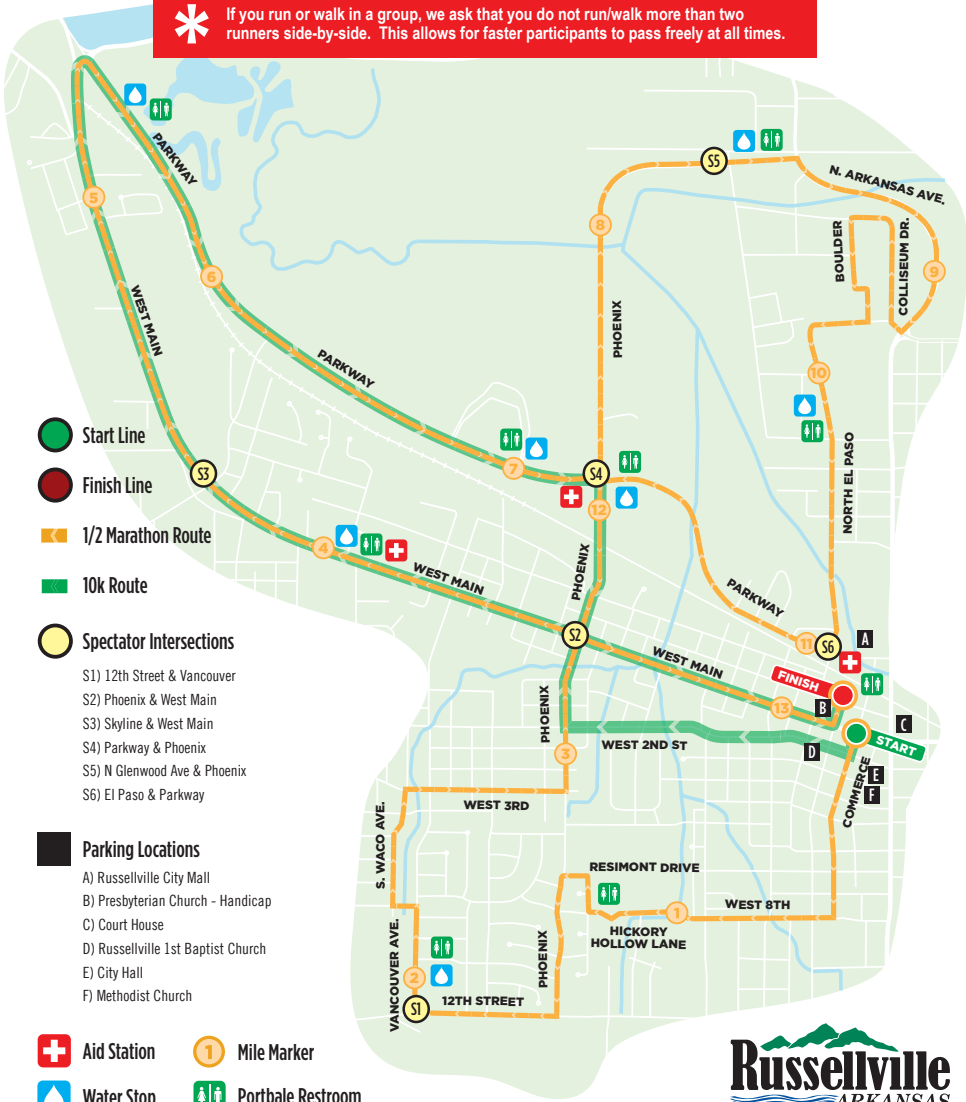 If you run or walk in a group, we ask that you do not run/walk more than two
runners side-by-side.  This allows for faster participants to pass freely at all times.
PARKWAY
S5
N. ARKANSAS AVE.
5
8
BOULDER
COLLISEUM DR.
9
6
WEST MAIN
PHOENIX
PARKWAY
10
Start Line
Finish Line
1/2 Marathon Route
10k Route
Spectator Intersections
S1) 12th Street & Vancouver
S2) Phoenix & West Main
S3) Skyline & West Main
S4) Parkway & Phoenix
S5) N Glenwood Ave & Phoenix
S6) El Paso & Parkway
Parking Locations
A) Russellville City Mall
B) Presbyterian Church - Handicap
C) Court House
D) Russellville 1st Baptist Church
E) City Hall
F) Methodist Church
Aid Station
1 Mile Marker
Water Stop
Portbale Restroom
S3
7
S4
12
NORTH EL PASO
4
WEST MAIN
PHOENIX
PARKWAY
S2
11
S6
A
WEST MAIN
FINISH
13
B
PHOENIX
WEST 2ND ST
C
START
D
3
COMMERCE
E
F
WEST 3RD
S. WACO AVE.
RESIMONT DRIVE
1
WEST 8TH
HICKORY
HOLLOW LANE
PHOENIX
VANCOUVER AVE.
2
S1
12TH STREET
Russellville
ARKANSAS